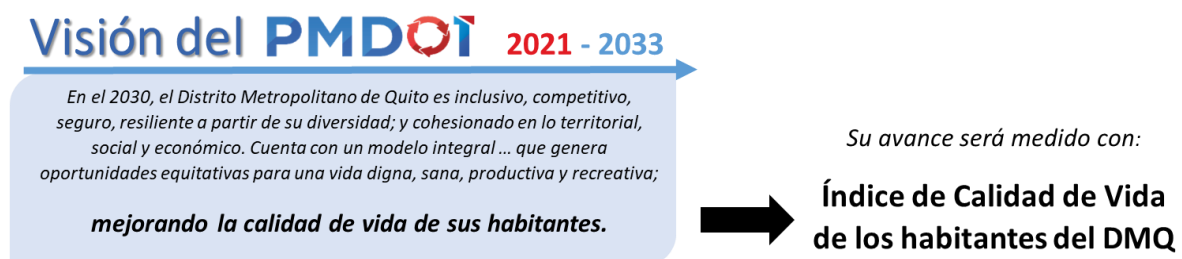 Visión del PMDOT 2021 - 2033
En el 2030, el Distrito Metropolitano de Quito es inclusivo, competitivo,
seguro, resiliente a partir de su diversidad; y cohesionado en lo territorial,
social y económico. Cuenta con un modelo integral ... que genera
oportunidades equitativas para una vida digna, sana, productiva y recreativa;
mejorando la calidad de vida de sus habitantes.
Su avance será medido con:
Índice de Calidad de Vida
de los habitantes del DMQ